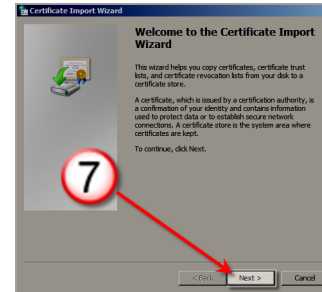 Certificate Import Wizard
Welcome to the Certificate Import
Wizard
This wizard helps you copy certificates, certificate trust
lists, and certificate revocation lists from your disk to a
certificate store.
A certificate, which is issued by a certification authority, is
a confirmation of your identity and contains information
used to protect data or to establish secure network
connections. A certificate store is the system area where
certificates are kept.
To continue, click Next.
7
< Back
Next >
Cancel